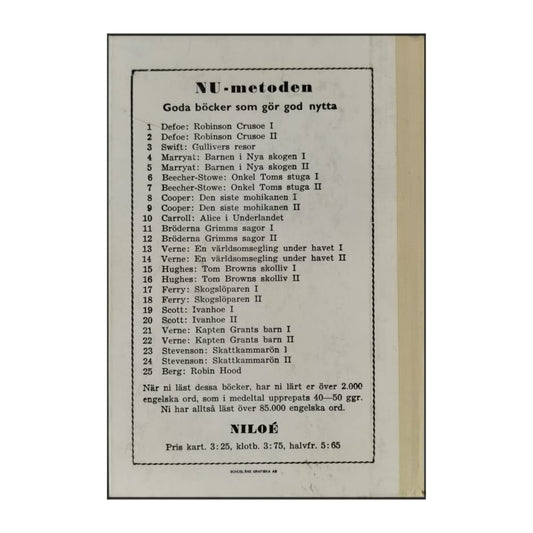 NU-metoden
Goda böcker som gör god nytta
1 Defoe: Robinson Crusoe I
2 Defoe: Robinson Crusoe II
3 Swift: Gullivers resor
4 Marryat: Barnen i Nya skogen I
5 Marryat: Barnen i Nya skogen II
6 Beecher-Stowe: Onkel Toms stuga I
7 Beecher-Stowe: Onkel Toms stuga II
8 Cooper: Den siste mohikanen I
9 Cooper: Den siste mohikanen II
10 Carroll: Alice i Underlandet
11 Bröderna Grimms sagor I
12 Bröderna Grimms sagor II
13 Verne: En världsomsegling under havet I
14 Verne: En världsomsegling under havet II
15 Hughes: Tom Browns skolliv I
16 Hughes: Tom Browns skolliv II
17 Ferry: Skogslöparen I
18 Ferry: Skogslöparen II
19 Scott: Ivanhoe I
20 Scott: Ivanhoe II
21 Verne: Kapten Grants barn I
22 Verne: Kapten Grants barn II
23 Stevenson: Skattkammarön I
24 Stevenson: Skattkammarön II
25 Berg: Robin Hood
När ni läst dessa böcker, har ni lärt er över 2.000
engelska ord, som i medeltal upprepats 40—50 ggr.
Ni har alltså läst över 85.000 engelska ord.
NILOÉ
Pris kart. 3:25, klotb. 3:75, halvfr. 5:65
BOHUSLÄNS GRAFISKA AB